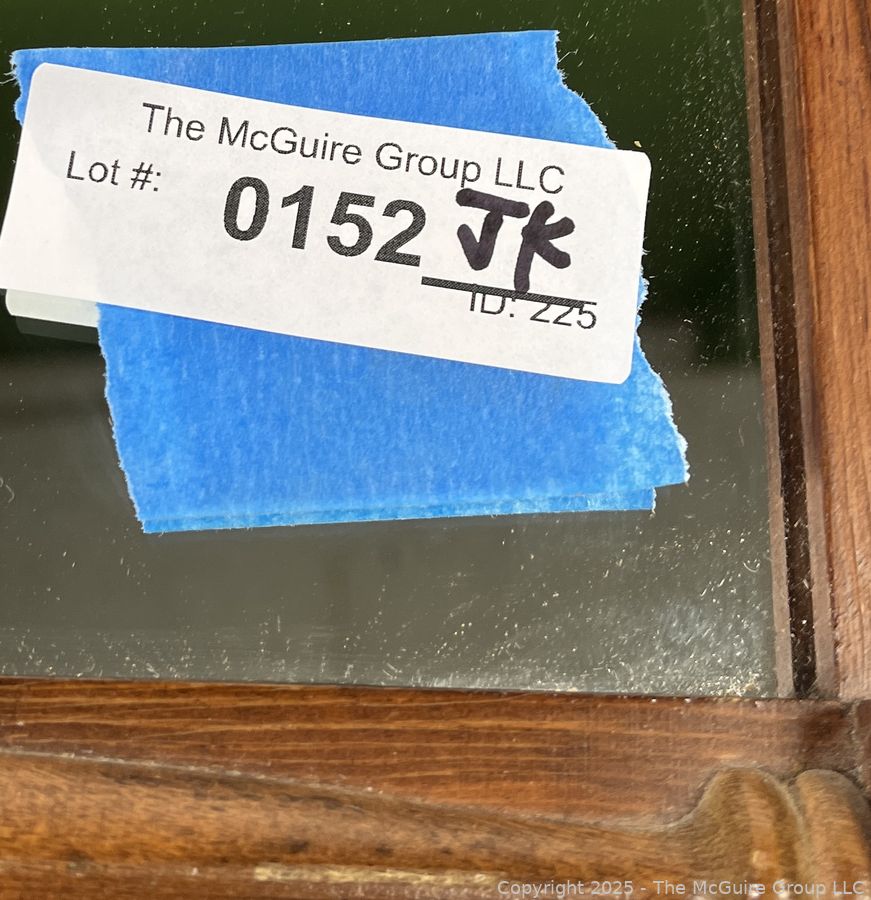 The McGuire Group LLC
Lot #:
0152 JK
ID: 225
Copyright 2025 - The McGuire Group LLC